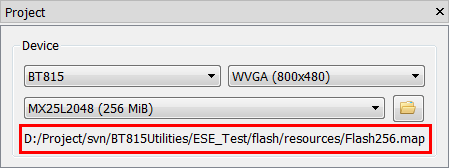 Project
Device
BT815 WVGA (800x480)
MX25L2048 (256 MiB)
D:/Project/svn/BT815Utilities/ESE_Test/flash/resources/Flash256.map